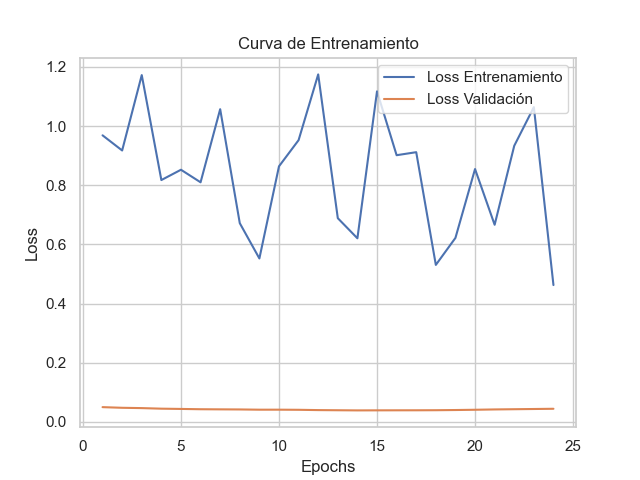 Curva de Entrenamiento
1.2
1.0
0.8
0.6
0.4
0.2
0.0
Loss
Loss Entrenamiento
Loss Validación
0 5 10 15 20 25
Epochs